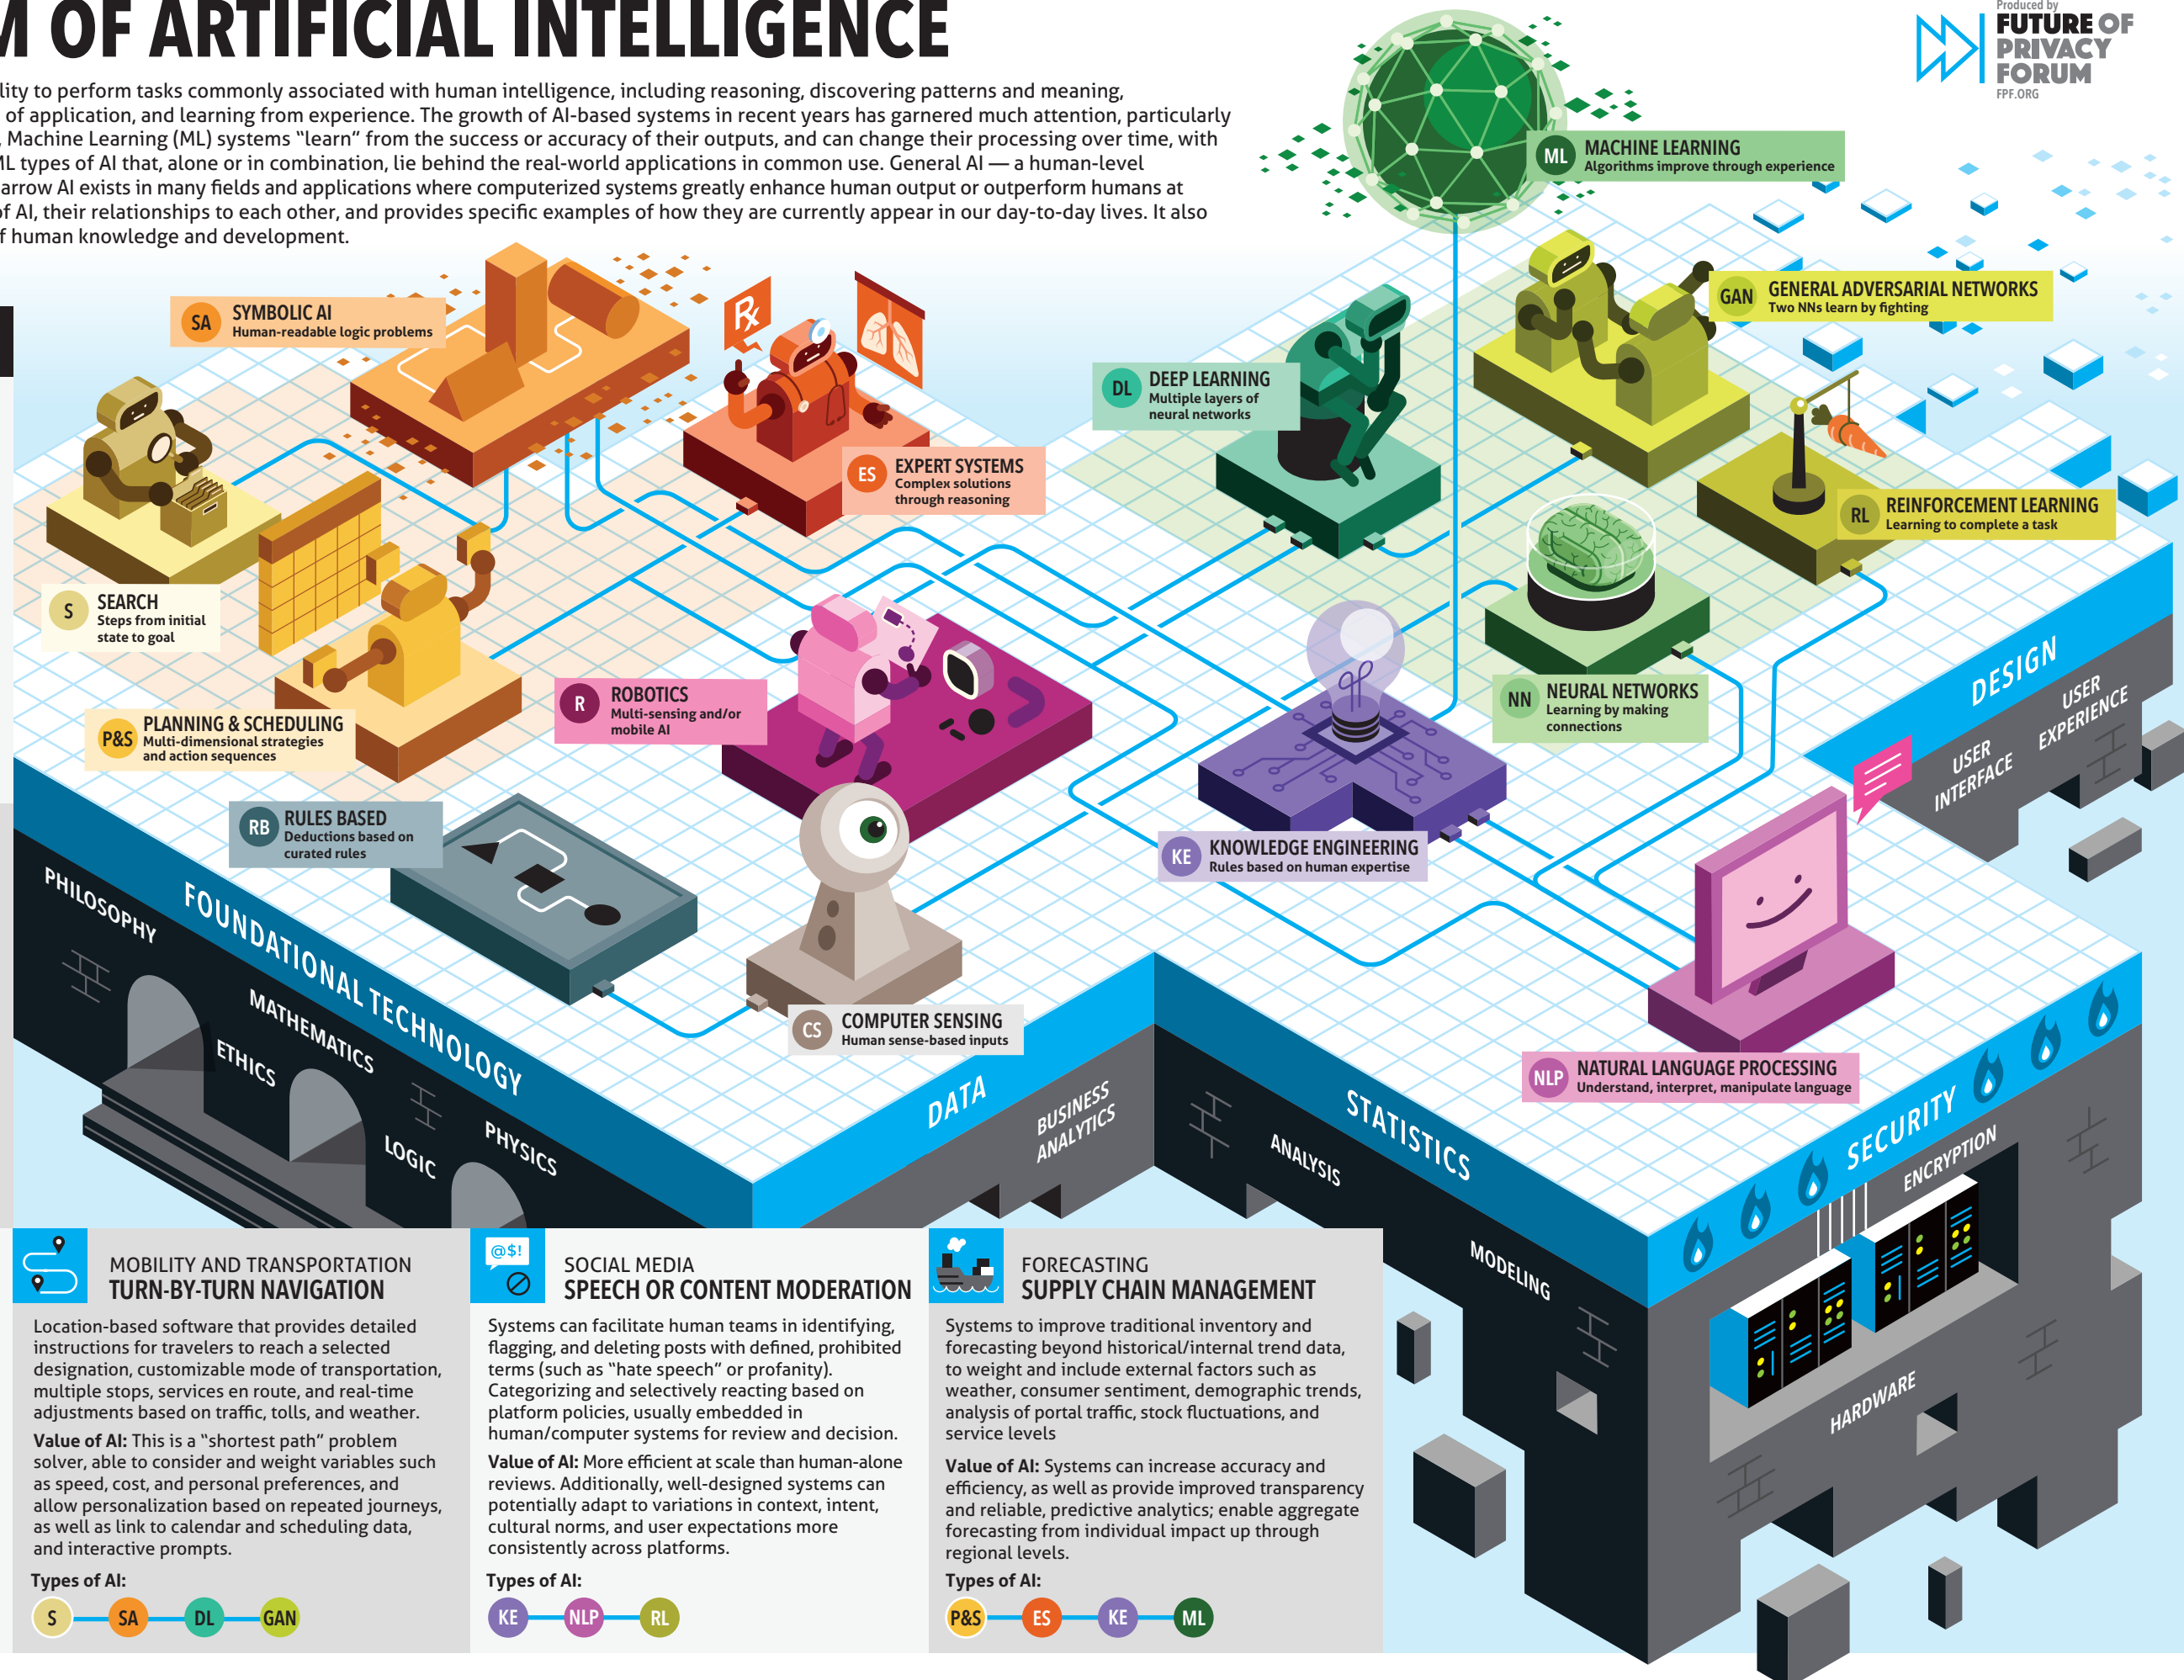 M OF ARTIFICIAL INTELLIGENCE
Produced by
FUTURE OF
PRIVACY
FORUM
FPF.ORG
lity to perform tasks commonly associated with human intelligence, including reasoning, discovering patterns and meaning,
of application, and learning from experience. The growth of AI-based systems in recent years has garnered much attention, particularly
, Machine Learning (ML) systems “learn” from the success or accuracy of their outputs, and can change their processing over time, with
ML types of AI that, alone or in combination, lie behind the real-world applications in common use. General AI — a human-level
arrow AI exists in many fields and applications where computerized systems greatly enhance human output or outperform humans at
of AI, their relationships to each other, and provides specific examples of how they are currently appear in our day-to-day lives. It also
f human knowledge and development.
ML
MACHINE LEARNING
Algorithms improve through experience
SA
SYMBOLIC AI
Human-readable logic problems
Rx
GAN
GENERAL ADVERSARIAL NETWORKS
Two NNs learn by fighting
DL
DEEP LEARNING
Multiple layers of
neural networks
ES
EXPERT SYSTEMS
Complex solutions
through reasoning
RL
REINFORCEMENT LEARNING
Learning to complete a task
S
SEARCH
Steps from initial
state to goal
P&S
PLANNING & SCHEDULING
Multi-dimensional strategies
and action sequences
R
ROBOTICS
Multi-sensing and/or
mobile AI
NN
NEURAL NETWORKS
Learning by making
connections
DESIGN
USER
INTERFACE
USER
EXPERIENCE
RB
RULES BASED
Deductions based on
curated rules
KE
KNOWLEDGE ENGINEERING
Rules based on human expertise
CS
COMPUTER SENSING
Human sense-based inputs
NLP
NATURAL LANGUAGE PROCESSING
Understand, interpret, manipulate language
FOUNDATIONAL TECHNOLOGY
PHILOSOPHY
MATHEMATICS
ETHICS
LOGIC
PHYSICS
DATA
BUSINESS
ANALYTICS
STATISTICS
ANALYSIS
MODELING
SECURITY
ENCRYPTION
HARDWARE
MOBILITY AND TRANSPORTATION
TURN-BY-TURN NAVIGATION
Location-based software that provides detailed
instructions for travelers to reach a selected
designation, customizable mode of transportation,
multiple stops, services en route, and real-time
adjustments based on traffic, tolls, and weather.
Value of AI: This is a “shortest path” problem
solver, able to consider and weight variables such
as speed, cost, and personal preferences, and
allow personalization based on repeated journeys,
as well as link to calendar and scheduling data,
and interactive prompts.
Types of AI:
S SA DL GAN
@$!
SOCIAL MEDIA
SPEECH OR CONTENT MODERATION
Systems can facilitate human teams in identifying,
flagging, and deleting posts with defined, prohibited
terms (such as “hate speech” or profanity).
Categorizing and selectively reacting based on
platform policies, usually embedded in
human/computer systems for review and decision.
Value of AI: More efficient at scale than human-alone
reviews. Additionally, well-designed systems can
potentially adapt to variations in context, intent,
cultural norms, and user expectations more
consistently across platforms.
Types of AI:
KE NLP RL
FORECASTING
SUPPLY CHAIN MANAGEMENT
Systems to improve traditional inventory and
forecasting beyond historical/internal trend data,
to weight and include external factors such as
weather, consumer sentiment, demographic trends,
analysis of portal traffic, stock fluctuations, and
service levels
Value of AI: Systems can increase accuracy and
efficiency, as well as provide improved transparency
and reliable, predictive analytics; enable aggregate
forecasting from individual impact up through
regional levels.
Types of AI:
P&S ES KE ML